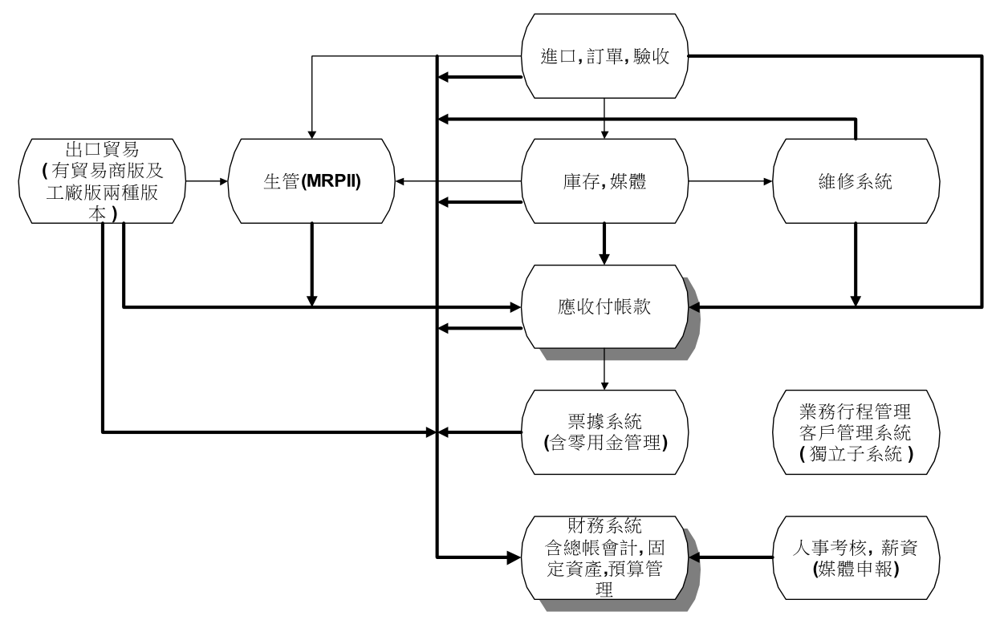 進口,訂單,驗收
出口貿易
(有貿易商版及
工廠版兩種版
本)
生管(MRPII)
庫存,媒體
維修系統
應收付帳款
票據系統
(含零用金管理)
業務行程管理
客戶管理系統
(獨立子系統)
財務系統
含總帳會計,固
定資產,預算管
理
人事考核,薪資
(媒體申報)